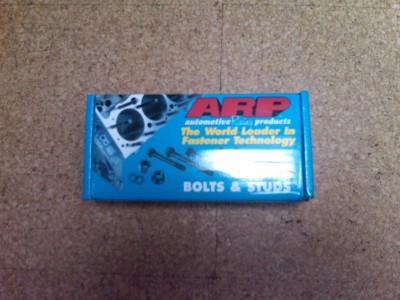 ARP
automotive products
The World Leader In
Fastener Technology
BOLTS & STUDS